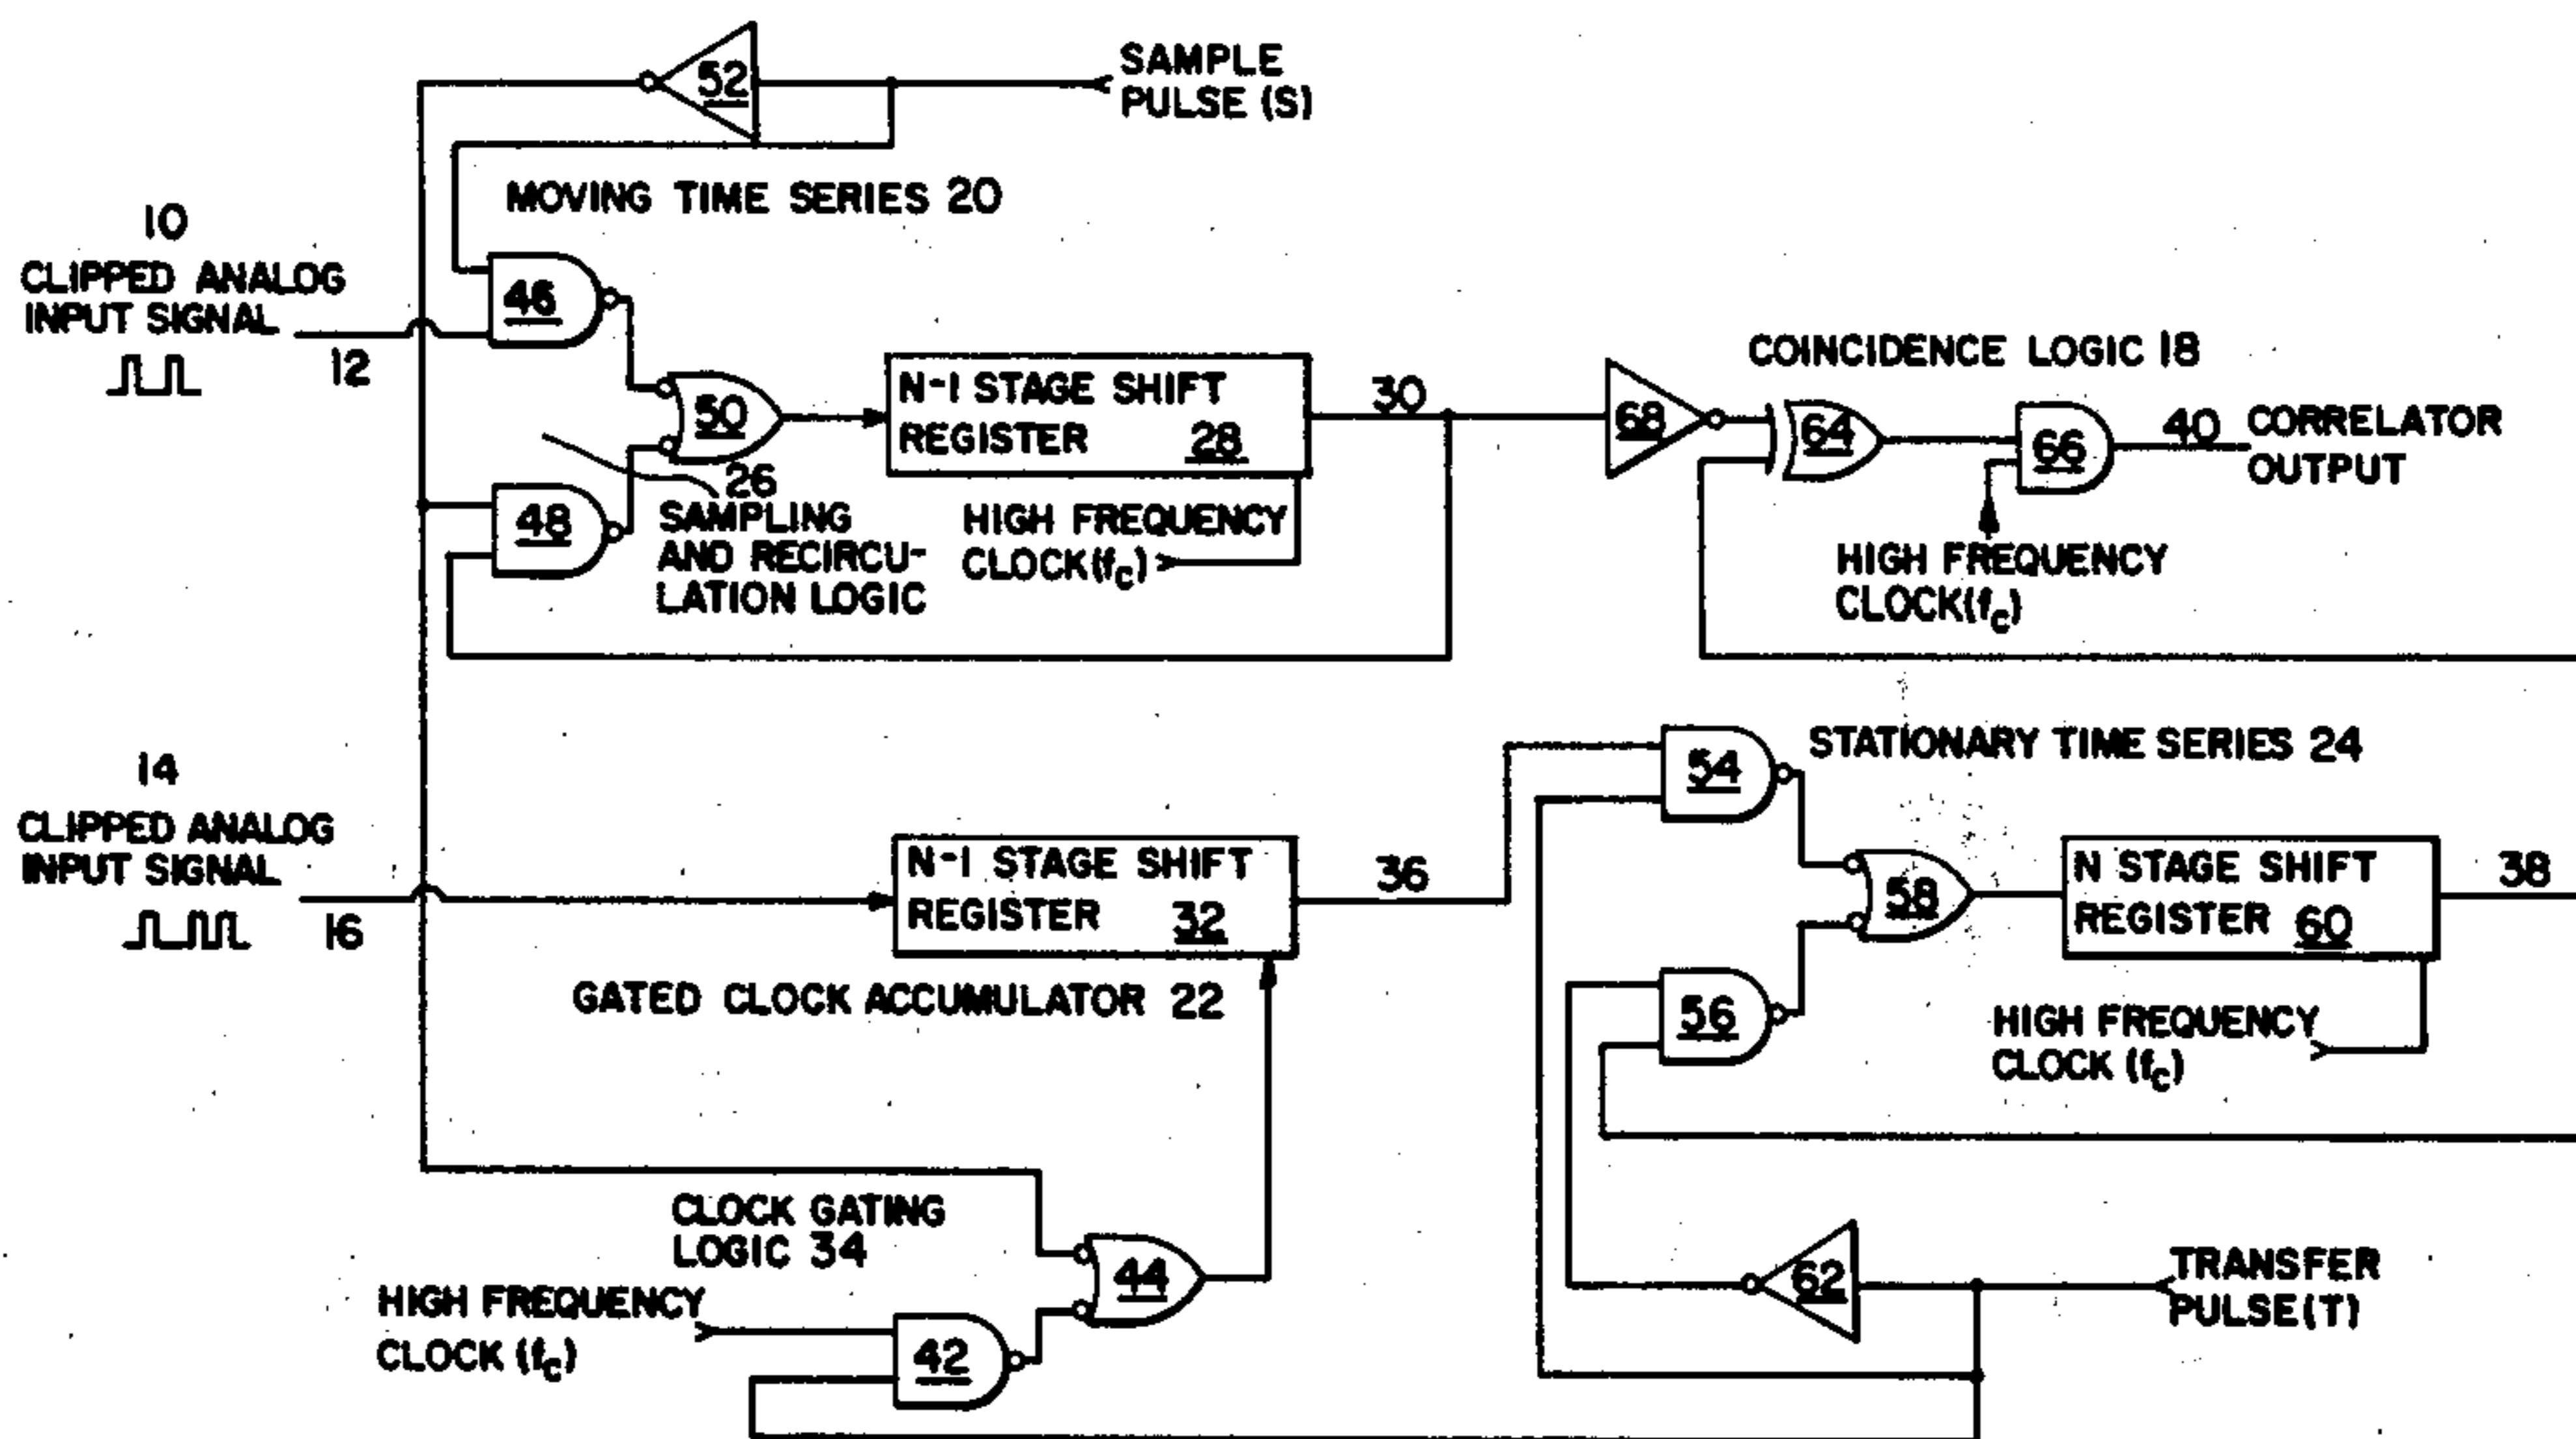 52
SAMPLE
PULSE (S)
MOVING TIME SERIES 20
10
CLIPPED ANALOG
INPUT SIGNAL
12
46
50
48
26
SAMPLING
AND RECIRCU-
LATION LOGIC
N-1 STAGE SHIFT
REGISTER 28
HIGH FREQUENCY
CLOCK(fc)
30
68
COINCIDENCE LOGIC 18
64
66
40
CORRELATOR
OUTPUT
HIGH FREQUENCY
CLOCK(fc)
14
CLIPPED ANALOG
INPUT SIGNAL
16
N-1 STAGE SHIFT
REGISTER 32
36
GATED CLOCK ACCUMULATOR 22
54
STATIONARY TIME SERIES 24
56
58
N STAGE SHIFT
REGISTER 60
38
HIGH FREQUENCY
CLOCK (fc)
CLOCK GATING
LOGIC 34
HIGH FREQUENCY
CLOCK (fc)
42
44
62
TRANSFER
PULSE(T)